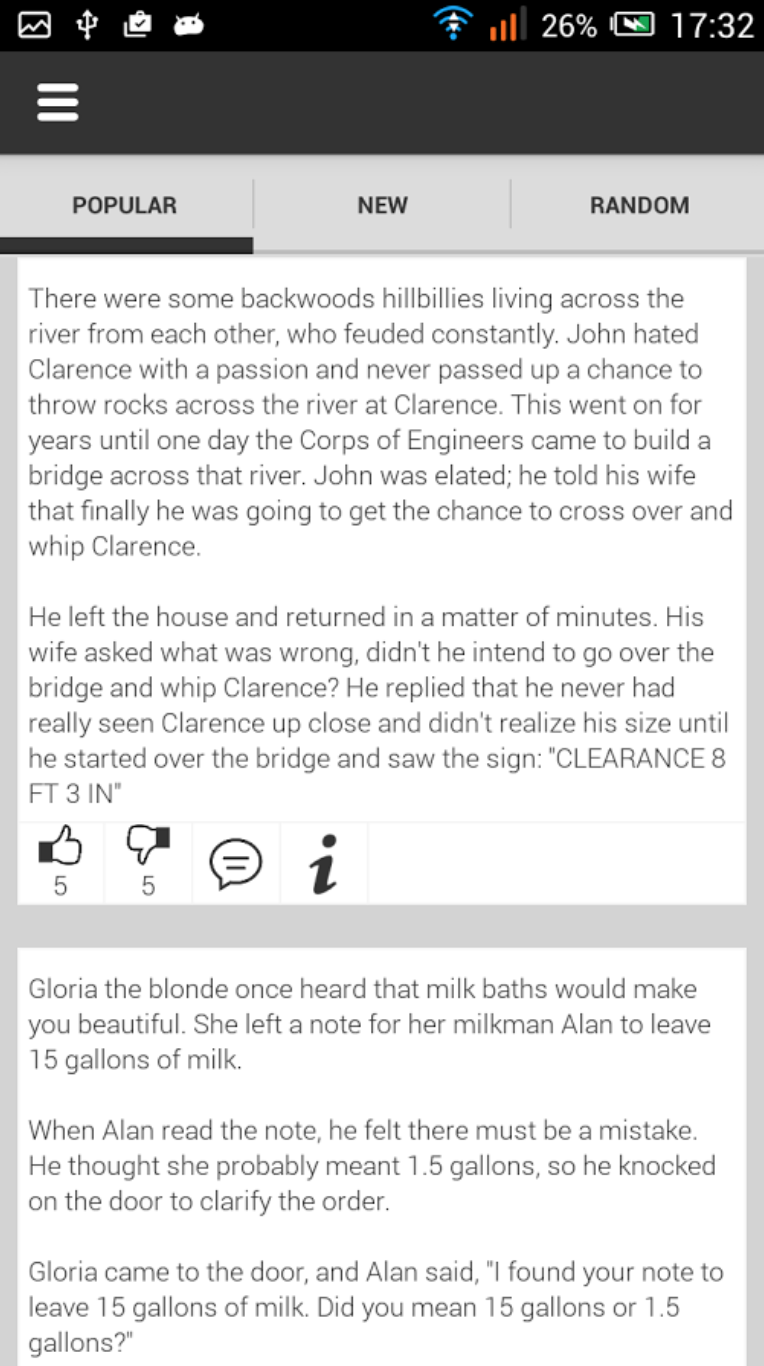 26% 17:32
POPULAR NEW RANDOM
There were some backwoods hillbillies living across the
river from each other, who feuded constantly. John hated
Clarence with a passion and never passed up a chance to
throw rocks across the river at Clarence. This went on for
years until one day the Corps of Engineers came to build a
bridge across that river. John was elated; he told his wife
that finally he was going to get the chance to cross over and
whip Clarence.
He left the house and returned in a matter of minutes. His
wife asked what was wrong, didn't he intend to go over the
bridge and whip Clarence? He replied that he never had
really seen Clarence up close and didn't realize his size until
he started over the bridge and saw the sign: "CLEARANCE 8
FT 3 IN"
5 5
Gloria the blonde once heard that milk baths would make
you beautiful. She left a note for her milkman Alan to leave
15 gallons of milk.
When Alan read the note, he felt there must be a mistake.
He thought she probably meant 1.5 gallons, so he knocked
on the door to clarify the order.
Gloria came to the door, and Alan said, "I found your note to
leave 15 gallons of milk. Did you mean 15 gallons or 1.5
gallons?"